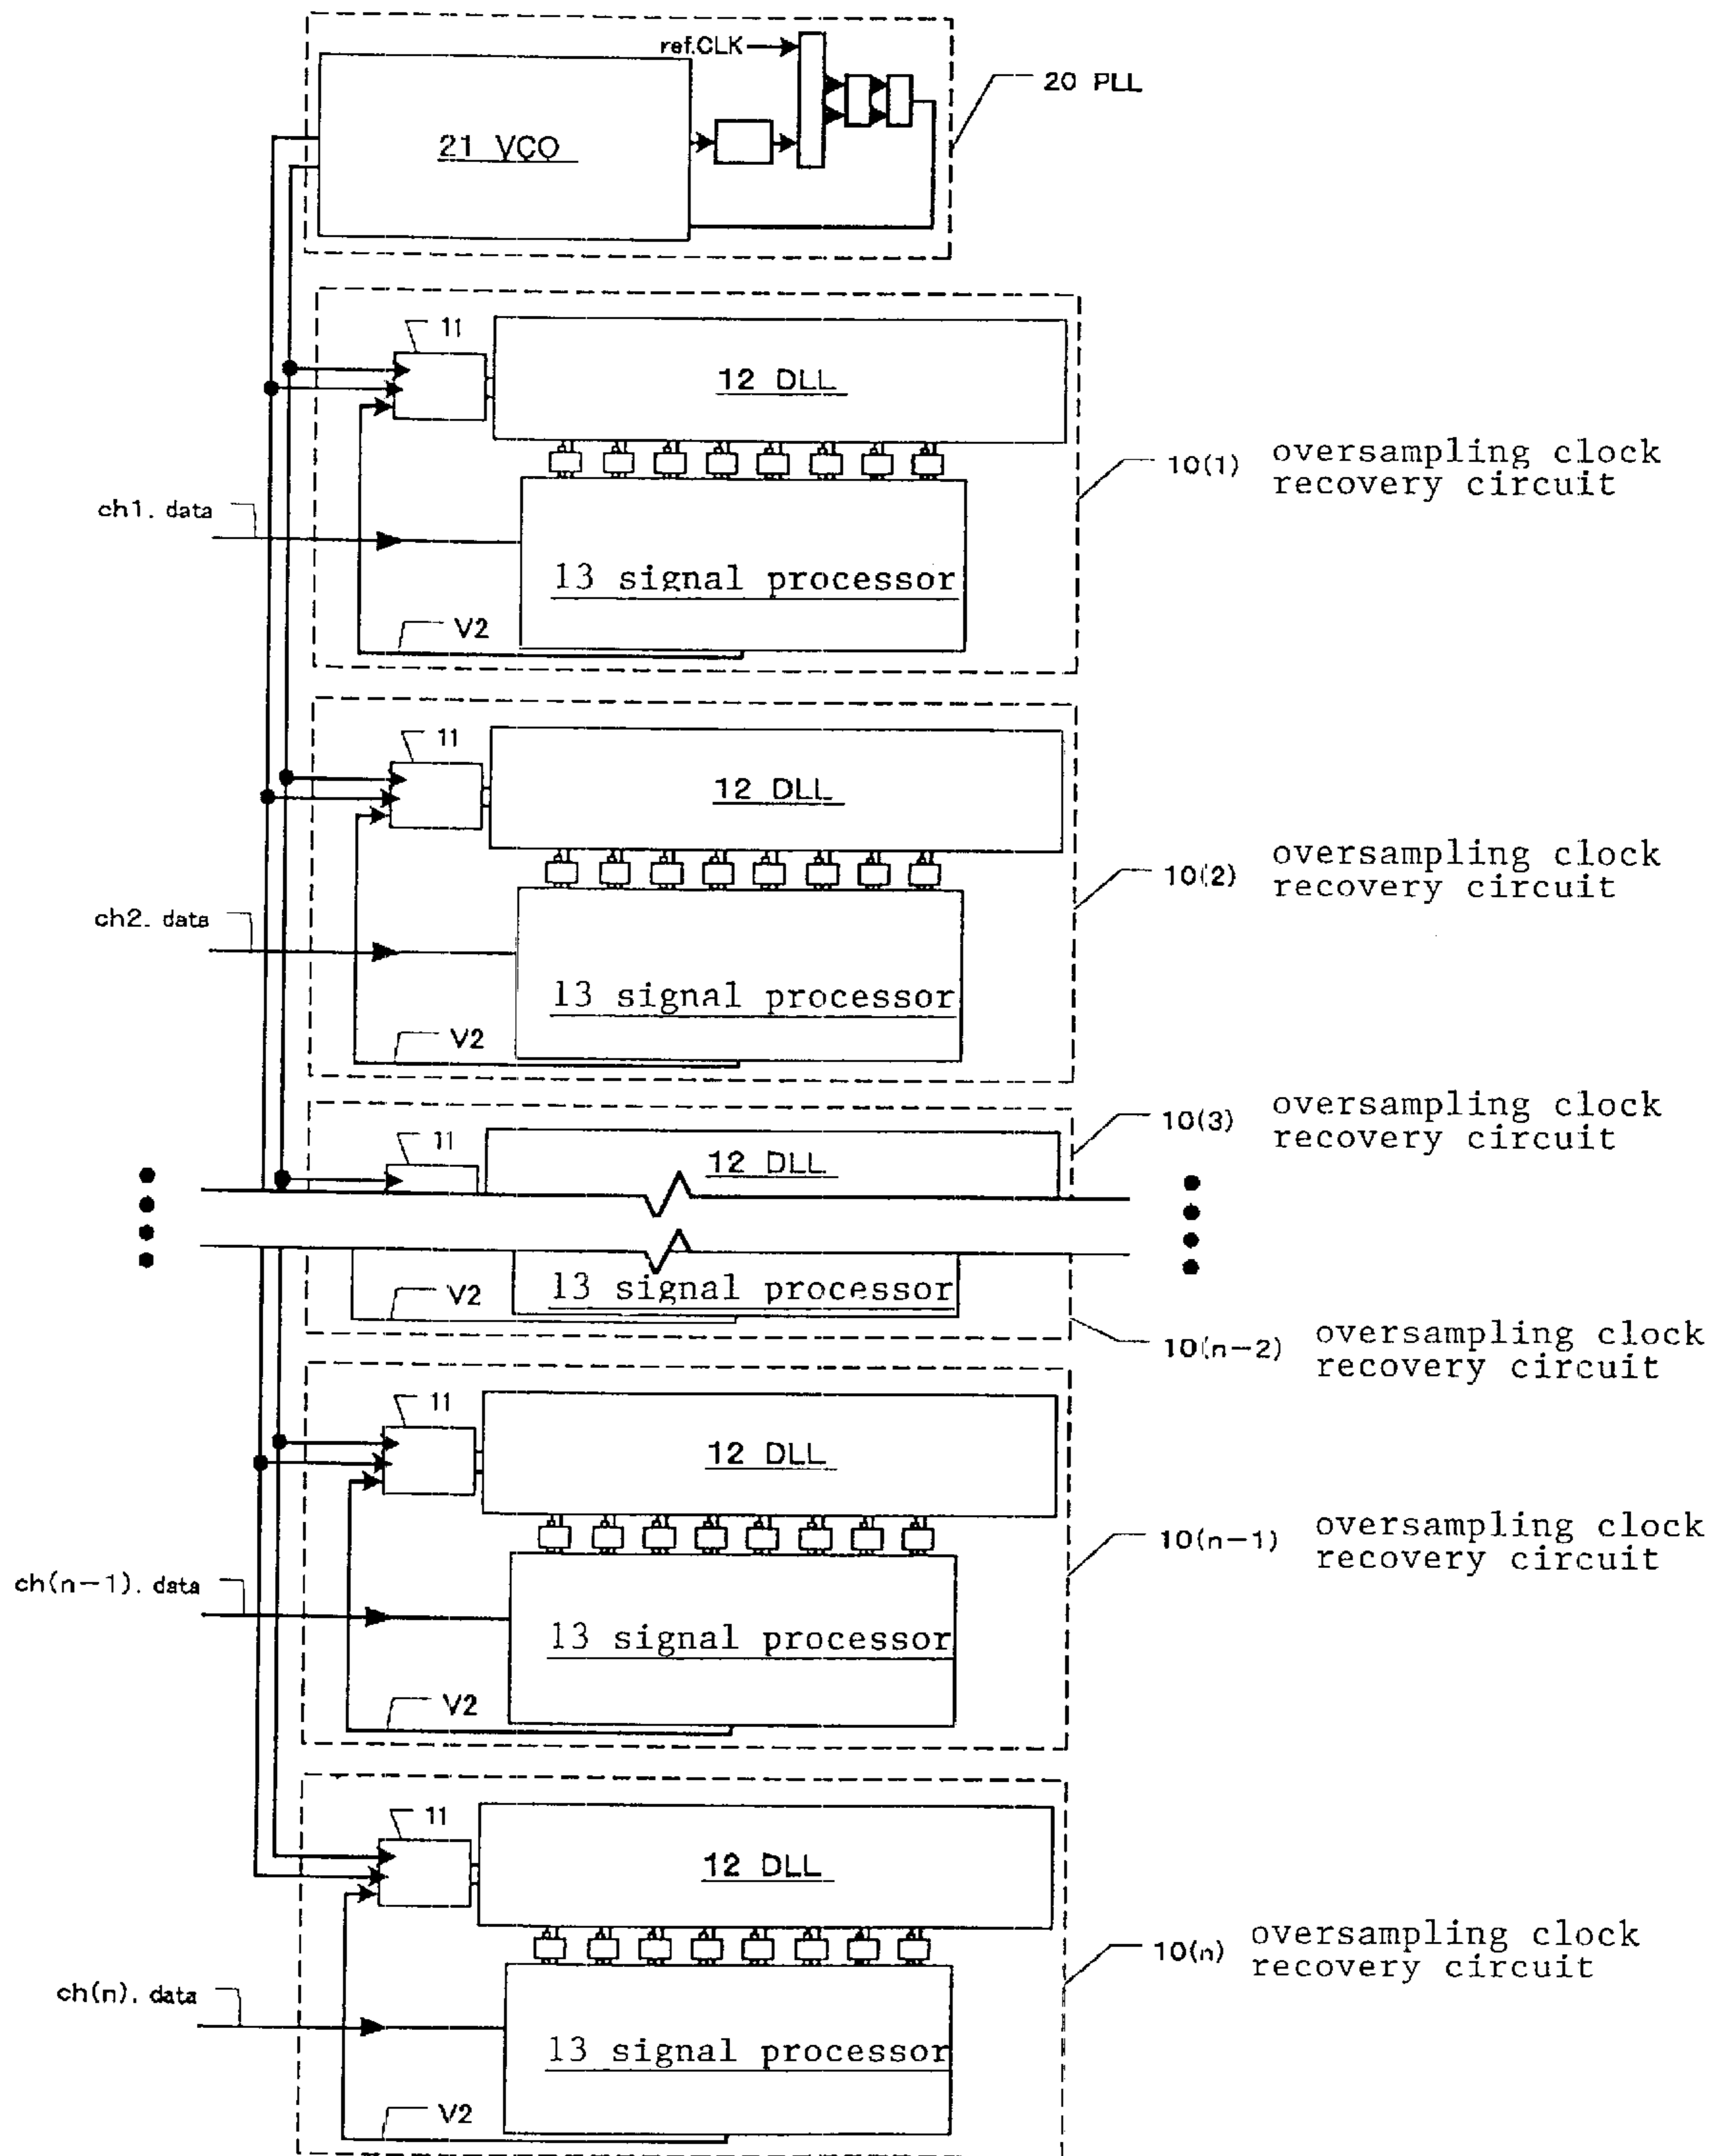 ref.CLK
20 PLL
21 VCO
11
12 DLL
10(1) oversampling clock
recovery circuit
ch1. data
13 signal processor
V2
11
12 DLL
10(2) oversampling clock
recovery circuit
ch2. data
13 signal processor
V2
10(3) oversampling clock
recovery circuit
11
12 DLL
13 signal processor
V2
10(n-2) oversampling clock
recovery circuit
11
12 DLL
10(n-1) oversampling clock
recovery circuit
ch(n-1). data
13 signal processor
V2
11
12 DLL
10(n) oversampling clock
recovery circuit
ch(n). data
13 signal processor
V2